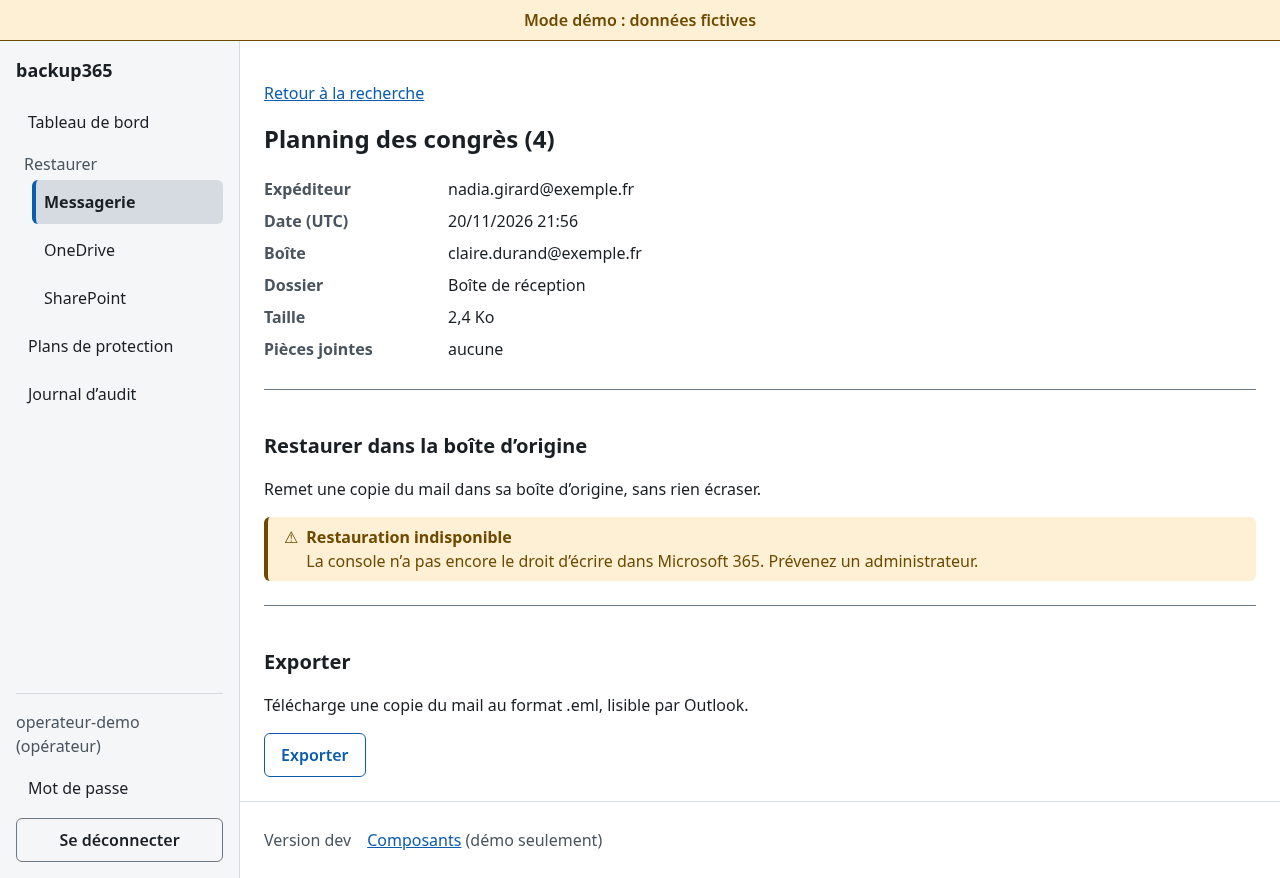 Mode démo : données fictives
backup365
Tableau de bord
Restaurer
Messagerie
OneDrive
SharePoint
Plans de protection
Journal d’audit
operateur-demo
(opérateur)
Mot de passe
Se déconnecter
Retour à la recherche
Planning des congrès (4)
Expéditeur nadia.girard@exemple.fr
Date (UTC) 20/11/2026 21:56
Boîte claire.durand@exemple.fr
Dossier Boîte de réception
Taille 2,4 Ko
Pièces jointes aucune
Restaurer dans la boîte d’origine
Remet une copie du mail dans sa boîte d’origine, sans rien écraser.
⚠ Restauration indisponible
La console n’a pas encore le droit d’écrire dans Microsoft 365. Prévenez un administrateur.
Exporter
Télécharge une copie du mail au format .eml, lisible par Outlook.
Exporter
Version dev Composants (démo seulement)